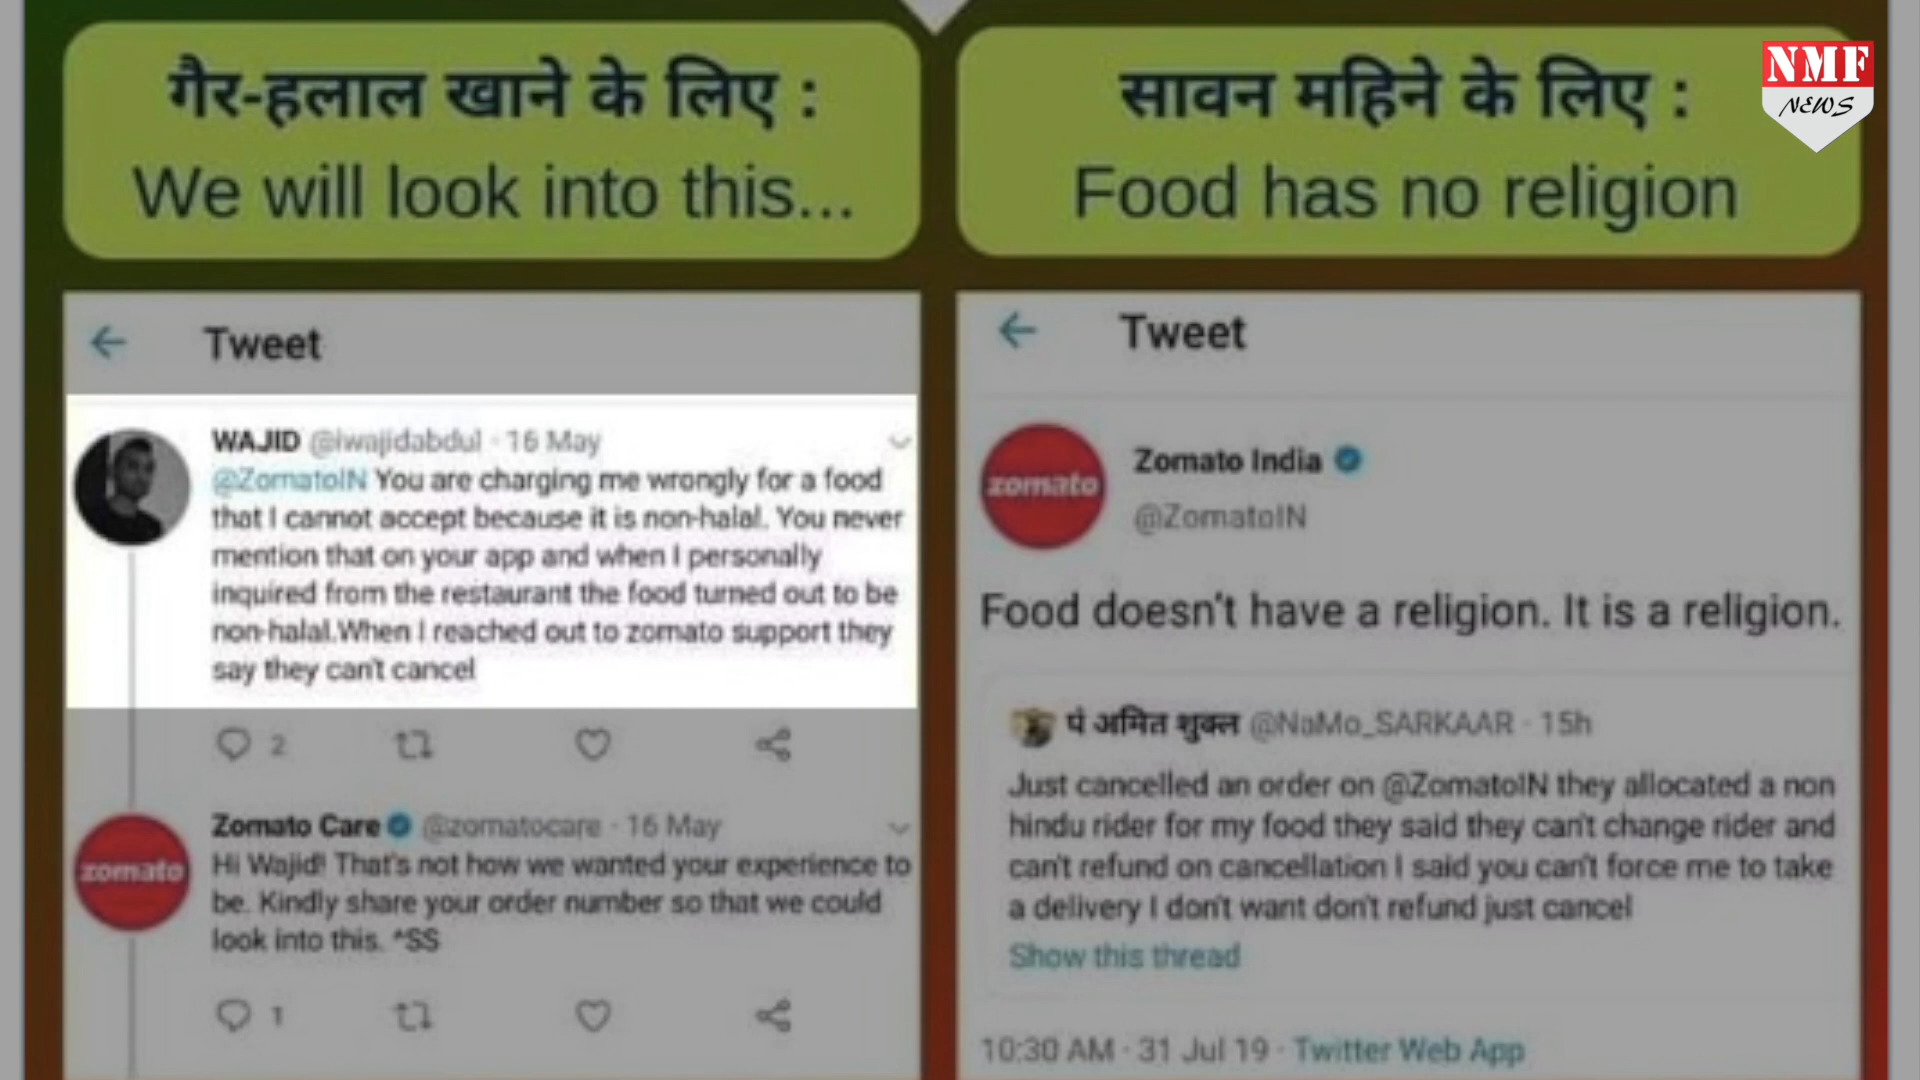 गैर-हलाल खाने के लिए :
We will look into this...
सावन महिने के लिए :
Food has no religion
NMF
NEWS
Tweet
WAJID @iwajidabdul · 16 May
@ZomatoIN You are charging me wrongly for a food
that I cannot accept because it is non-halal. You never
mention that on your app and when I personally
inquired from the restaurant the food turned out to be
non-halal.When I reached out to zomato support they
say they can't cancel
2
zomato
Zomato Care @zomatocare · 16 May
Hi Wajid! That's not how we wanted your experience to
be. Kindly share your order number so that we could
look into this. ^SS
1
Tweet
zomato
Zomato India
@ZomatoIN
Food doesn't have a religion. It is a religion.
पं अमित शुक्ल @NaMo_SARKAAR · 15h
Just cancelled an order on @ZomatoIN they allocated a non
hindu rider for my food they said they can't change rider and
can't refund on cancellation I said you can't force me to take
a delivery I don't want don't refund just cancel
Show this thread
10:30 AM · 31 Jul 19 · Twitter Web App